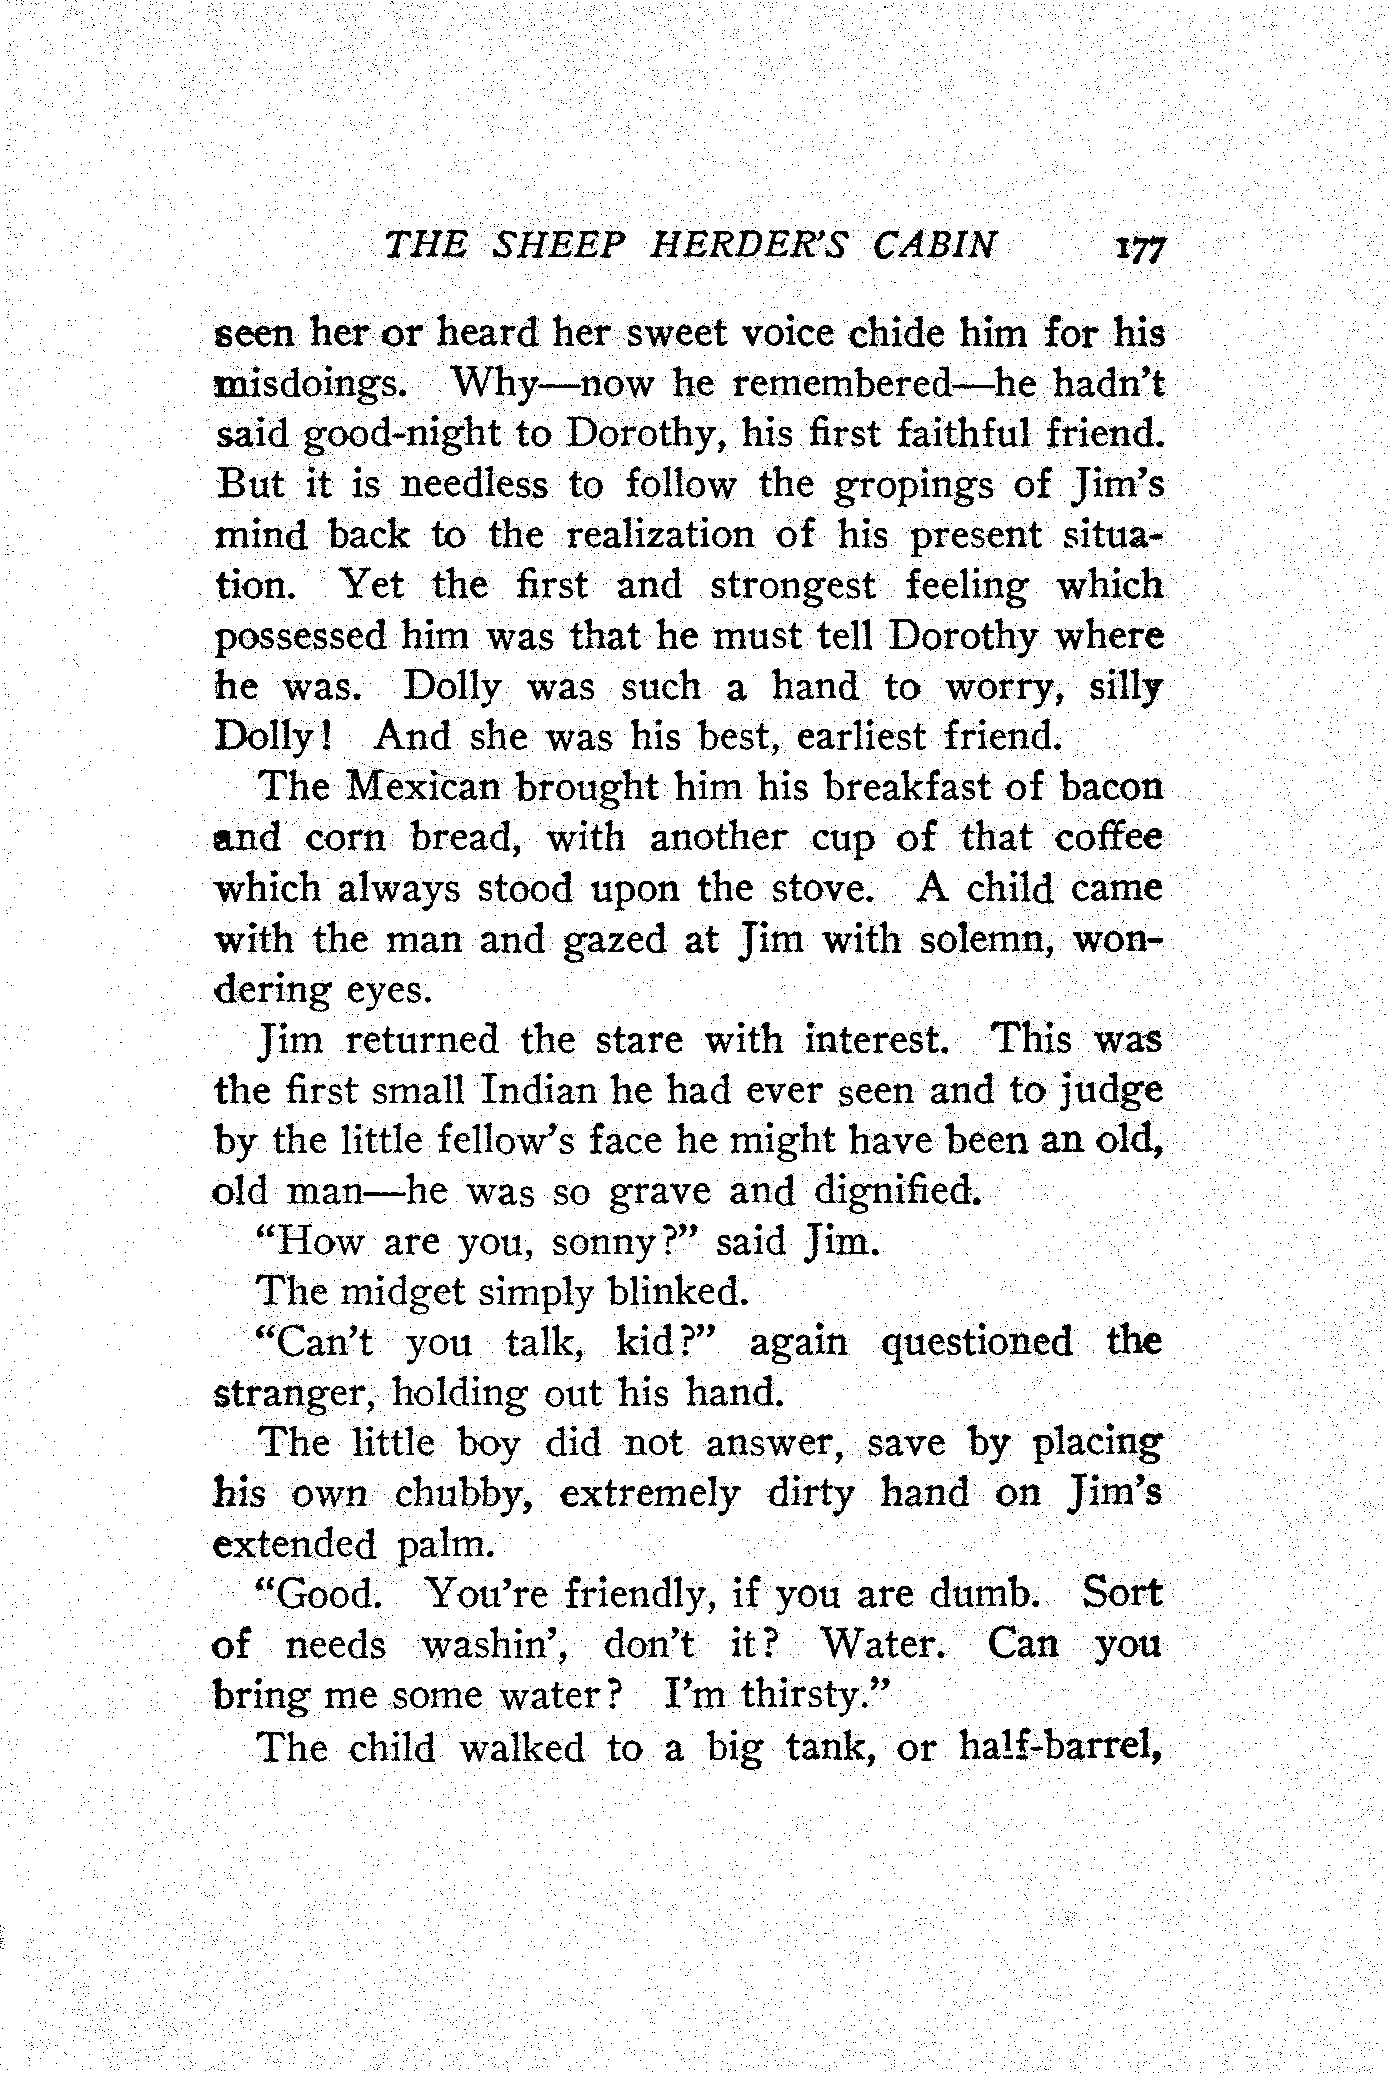 THE SHEEP HERDER'S CABIN 177
seen her or heard her sweet voice chide him for his
misdoings. Why—now he remembered—he hadn't
said good-night to Dorothy, his first faithful friend.
But it is needless to follow the gropings of Jim's
mind back to the realization of his present situa-
tion. Yet the first and strongest feeling which
possessed him was that he must tell Dorothy where
he was. Dolly was such a hand to worry, silly
Dolly! And she was his best, earliest friend.
The Mexican brought him his breakfast of bacon
and corn bread, with another cup of that coffee
which always stood upon the stove. A child came
with the man and gazed at Jim with solemn, won-
dering eyes.
Jim returned the stare with interest. This was
the first small Indian he had ever seen and to judge
by the little fellow's face he might have been an old,
old man—he was so grave and dignified.
"How are you, sonny?" said Jim.
The midget simply blinked.
"Can't you talk, kid?" again questioned the
stranger, holding out his hand.
The little boy did not answer, save by placing
his own chubby, extremely dirty hand on Jim's
extended palm.
"Good. You're friendly, if you are dumb. Sort
of needs washin', don't it? Water. Can you
bring me some water? I'm thirsty."
The child walked to a big tank, or half-barrel,